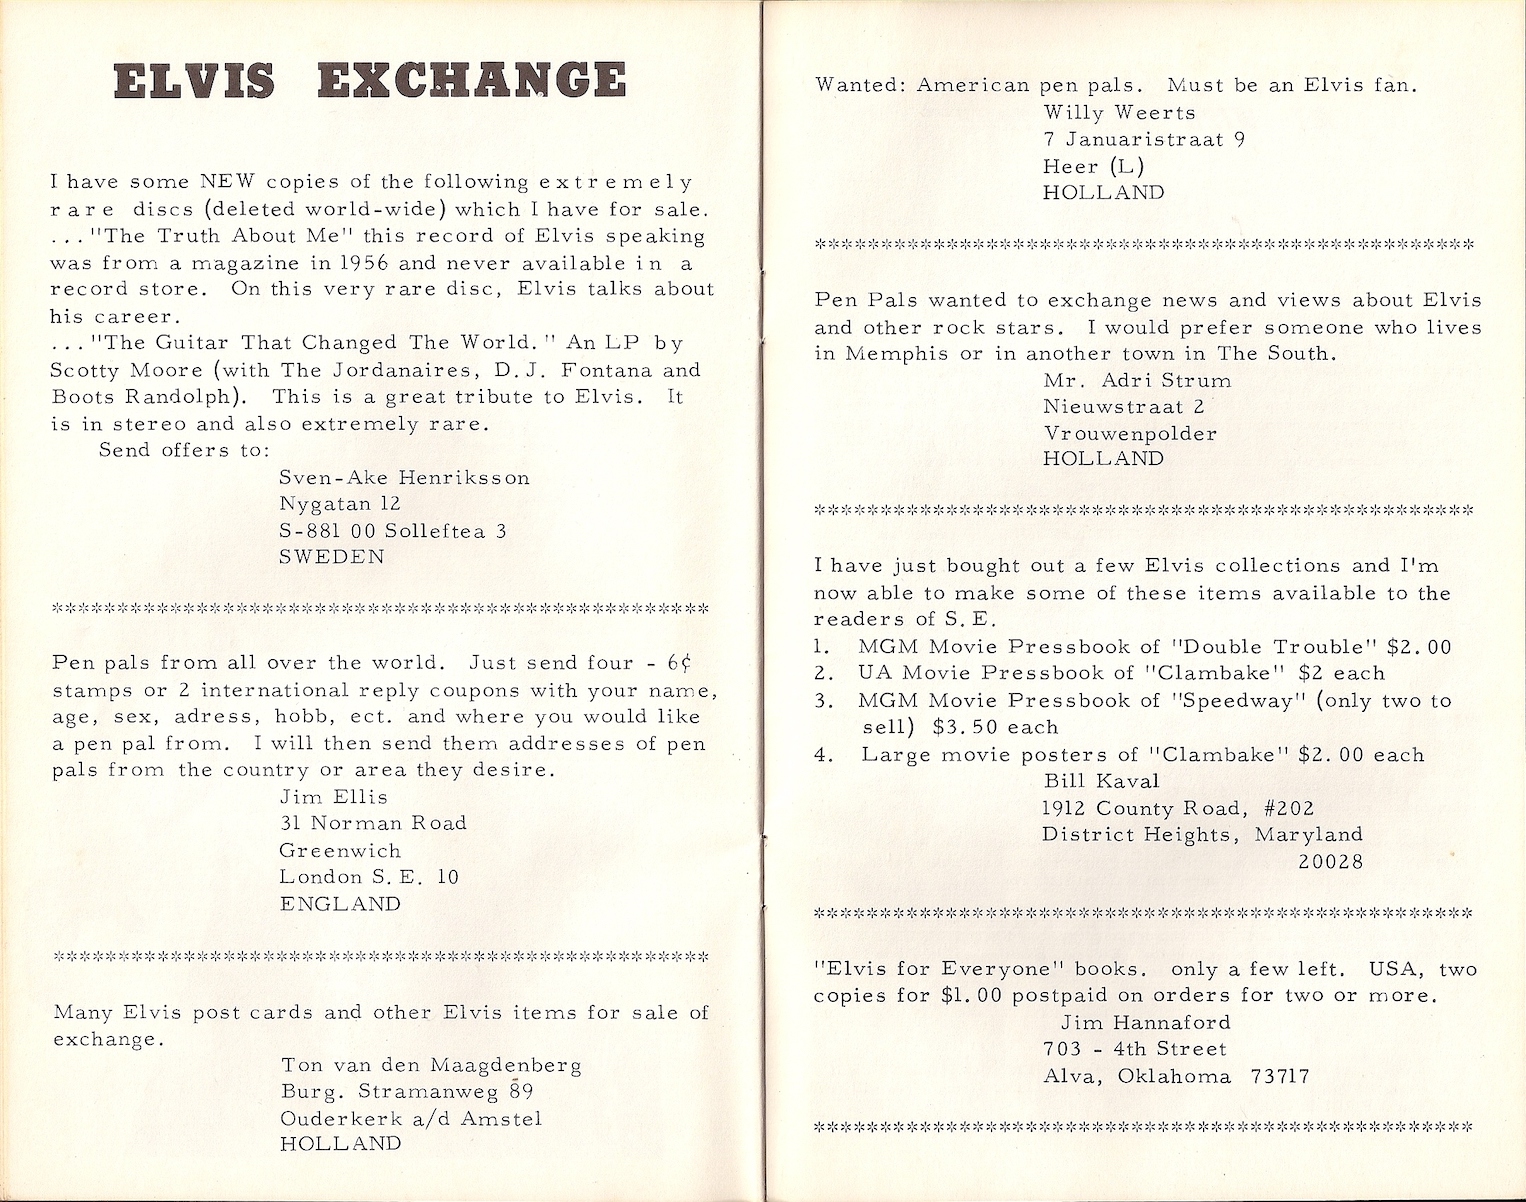 ELVIS EXCHANGE
I have some NEW copies of the following extremely
rare discs (deleted world-wide) which I have for sale.
..."The Truth About Me" this record of Elvis speaking
was from a magazine in 1956 and never available in a
record store. On this very rare disc, Elvis talks about
his career.
..."The Guitar That Changed The World." An LP by
Scotty Moore (with The Jordanaires, D.J. Fontana and
Boots Randolph). This is a great tribute to Elvis. It
is in stereo and also extremely rare.
Send offers to:
Sven-Ake Henriksson
Nygatan 12
S-881 00 Solleftea 3
SWEDEN
**************************************************
Pen pals from all over the world. Just send four - 6¢
stamps or 2 international reply coupons with your name,
age, sex, adress, hobb, ect. and where you would like
a pen pal from. I will then send them addresses of pen
pals from the country or area they desire.
Jim Ellis
31 Norman Road
Greenwich
London S.E. 10
ENGLAND
**************************************************
Many Elvis post cards and other Elvis items for sale of
exchange.
Ton van den Maagdenberg
Burg. Stramanweg 89
Ouderkerk a/d Amstel
HOLLAND
Wanted: American pen pals. Must be an Elvis fan.
Willy Weerts
7 Januaristraat 9
Heer (L)
HOLLAND
**************************************************
Pen Pals wanted to exchange news and views about Elvis
and other rock stars. I would prefer someone who lives
in Memphis or in another town in The South.
Mr. Adri Strum
Nieuwstraat 2
Vrouwenpolder
HOLLAND
**************************************************
I have just bought out a few Elvis collections and I'm
now able to make some of these items available to the
readers of S.E.
1. MGM Movie Pressbook of "Double Trouble" $2.00
2. UA Movie Pressbook of "Clambake" $2 each
3. MGM Movie Pressbook of "Speedway" (only two to
sell) $3.50 each
4. Large movie posters of "Clambake" $2.00 each
Bill Kaval
1912 County Road, #202
District Heights, Maryland
20028
**************************************************
"Elvis for Everyone" books. only a few left. USA, two
copies for $1.00 postpaid on orders for two or more.
Jim Hannaford
703 - 4th Street
Alva, Oklahoma 73717
**************************************************